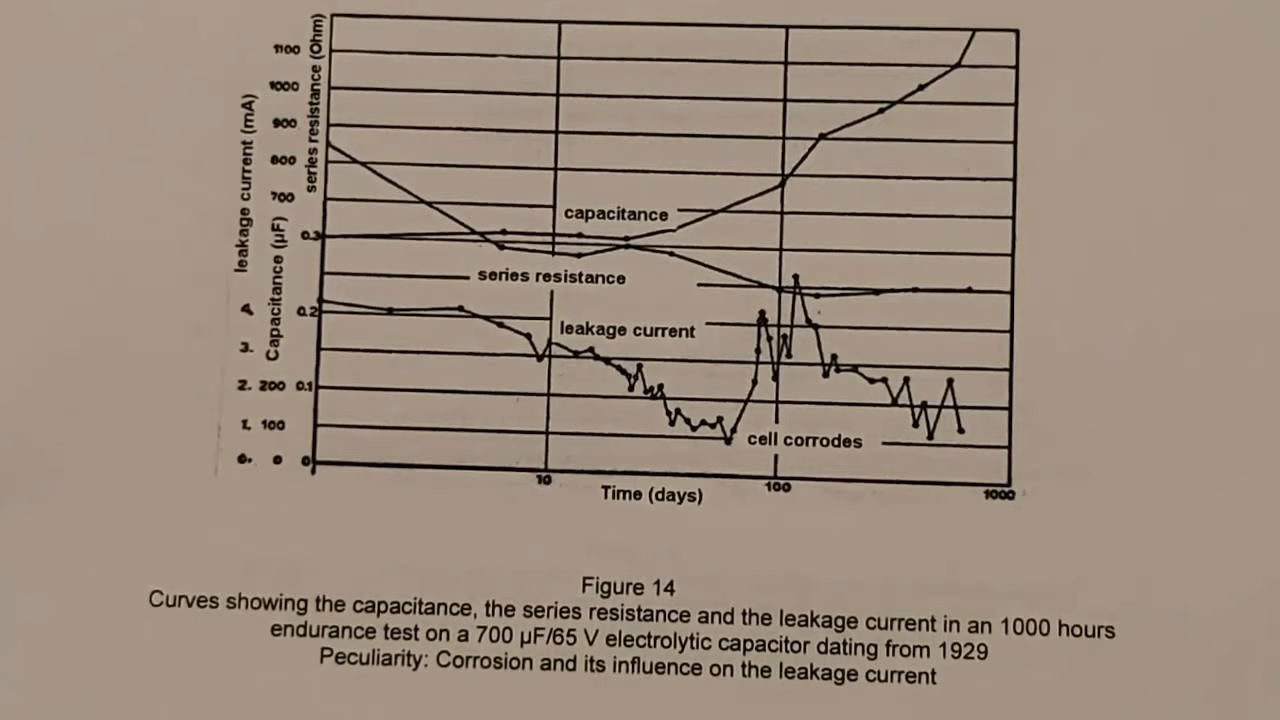 1100
1000
900
800
700
0.3
4.
0.2
3.
2. 200 0.1
1. 100
0. 0 0
leakage current (mA)
Capacitance (µF)
series resistance (Ohm)
capacitance
series resistance
leakage current
cell corrodes
10
100
1000
Time (days)
Figure 14
Curves showing the capacitance, the series resistance and the leakage current in an 1000 hours
endurance test on a 700 µF/65 V electrolytic capacitor dating from 1929
Peculiarity: Corrosion and its influence on the leakage current